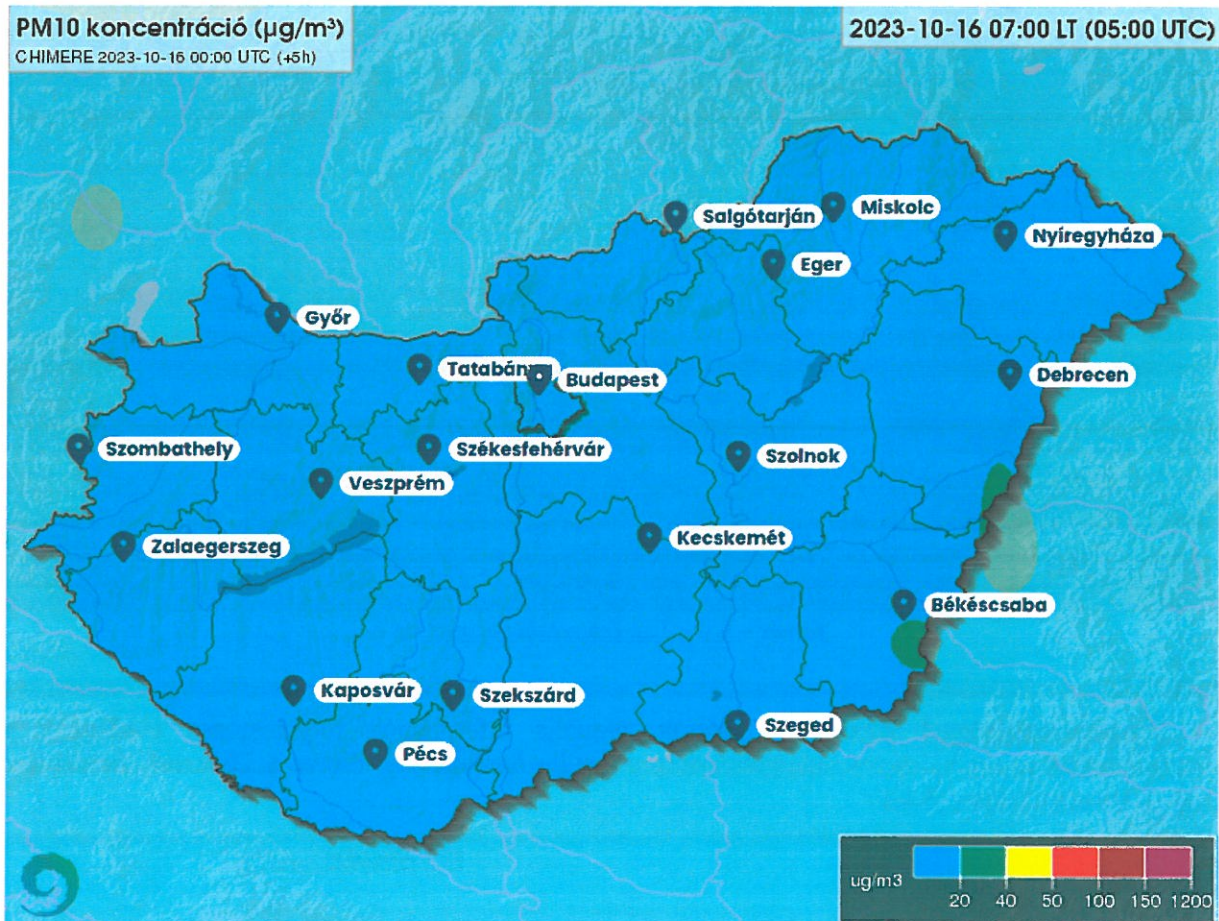 PM10 koncentráció (µg/m³)
CHIMERE 2023-10-16 00:00 UTC (+5h)
2023-10-16 07:00 LT (05:00 UTC)
Salgótarján
Miskolc
Nyíregyháza
Eger
Győr
Tatabánya
Budapest
Debrecen
Szombathely
Székesfehérvár
Szolnok
Veszprém
Zalaegerszeg
Kecskemét
Békéscsaba
Kaposvár
Szekszárd
Szeged
Pécs
ug/m3
20 40 50 100 150 1200